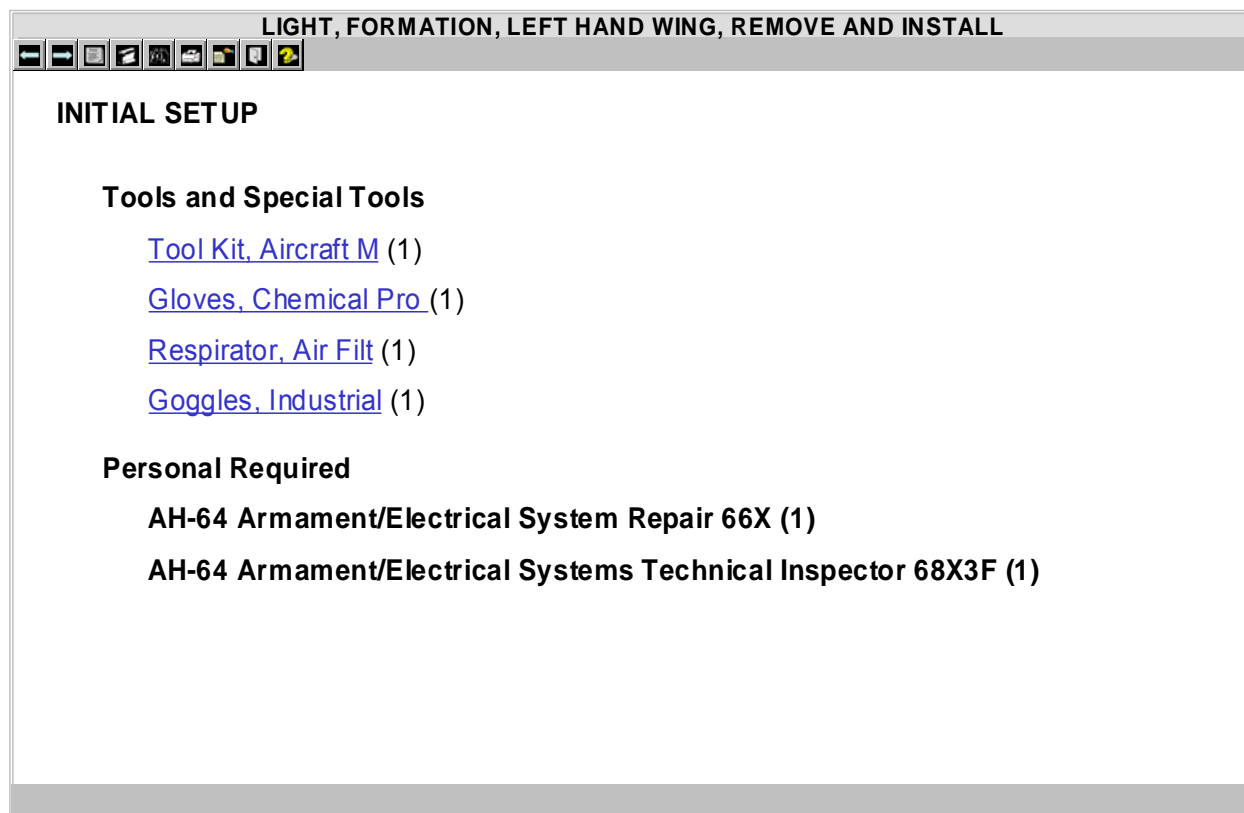 LIGHT, FORMATION, LEFT HAND WING, REMOVE AND INSTALL
INITIAL SETUP
Tools and Special Tools
Tool Kit, Aircraft M (1)
Gloves, Chemical Pro (1)
Respirator, Air Filt (1)
Goggles, Industrial (1)
Personal Required
AH-64 Armament/Electrical System Repair 66X (1)
AH-64 Armament/Electrical Systems Technical Inspector 68X3F (1)